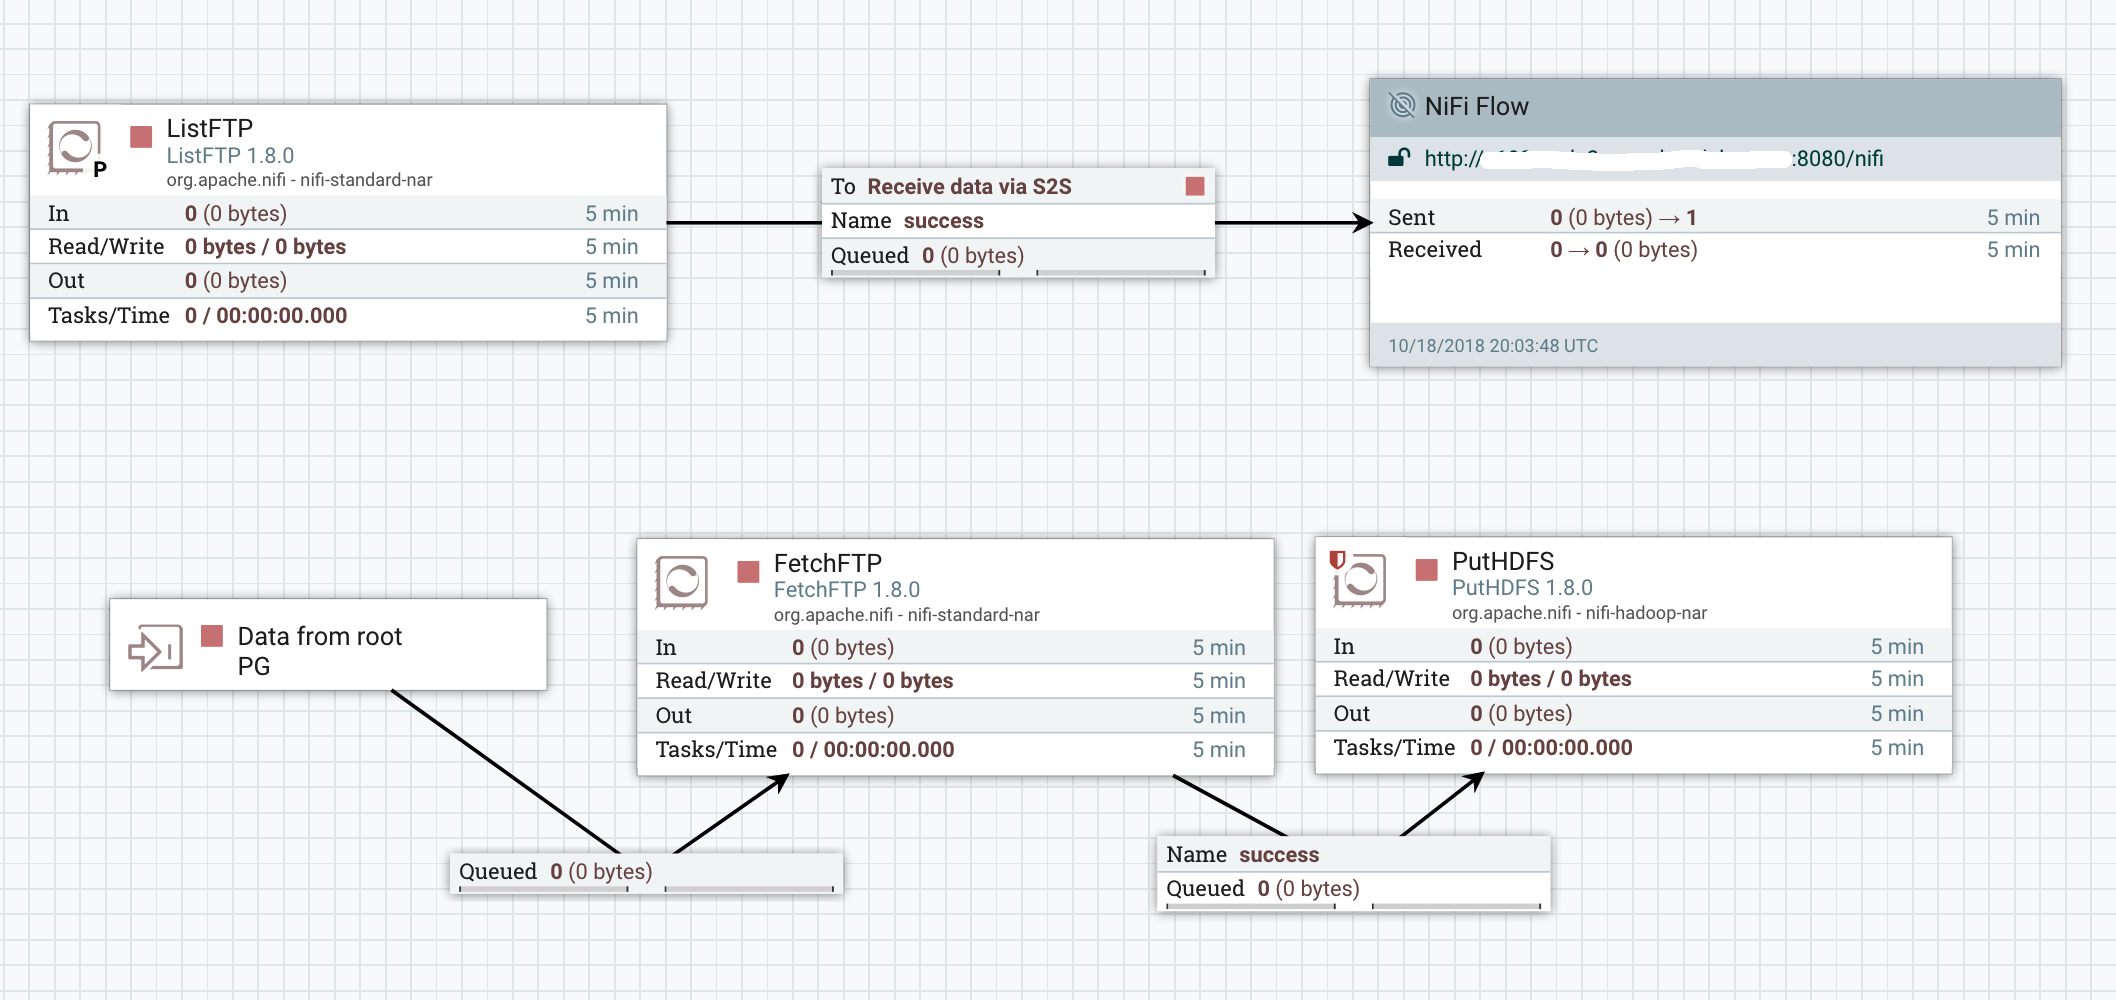 ListFTP
ListFTP 1.8.0
org.apache.nifi - nifi-standard-nar
P
In 0 (0 bytes) 5 min
Read/Write 0 bytes / 0 bytes 5 min
Out 0 (0 bytes) 5 min
Tasks/Time 0 / 00:00:00.000 5 min
To Receive data via S2S
Name success
Queued 0 (0 bytes)
NiFi Flow
http:// :8080/nifi
Sent 0 (0 bytes) → 1 5 min
Received 0 → 0 (0 bytes) 5 min
10/18/2018 20:03:48 UTC
Data from root
PG
Queued 0 (0 bytes)
FetchFTP
FetchFTP 1.8.0
org.apache.nifi - nifi-standard-nar
In 0 (0 bytes) 5 min
Read/Write 0 bytes / 0 bytes 5 min
Out 0 (0 bytes) 5 min
Tasks/Time 0 / 00:00:00.000 5 min
Name success
Queued 0 (0 bytes)
PutHDFS
PutHDFS 1.8.0
org.apache.nifi - nifi-hadoop-nar
In 0 (0 bytes) 5 min
Read/Write 0 bytes / 0 bytes 5 min
Out 0 (0 bytes) 5 min
Tasks/Time 0 / 00:00:00.000 5 min